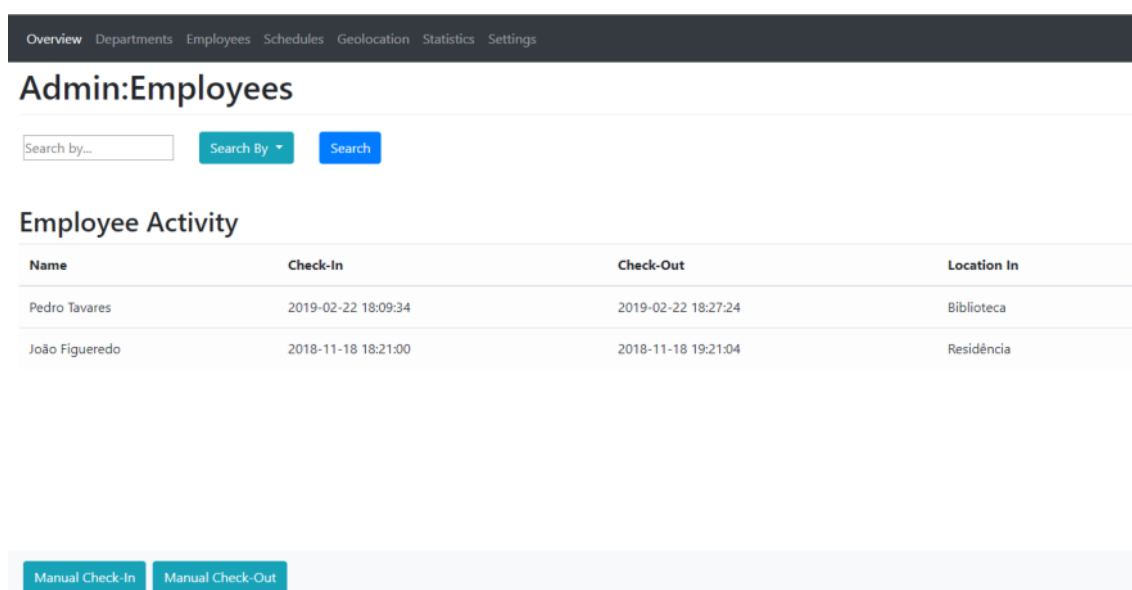 Overview Departments Employees Schedules Geolocation Statistics Settings
Admin:Employees
Search by... Search By Search
Employee Activity
Name Check-In Check-Out Location In
Pedro Tavares 2019-02-22 18:09:34 2019-02-22 18:27:24 Biblioteca
João Figueredo 2018-11-18 18:21:00 2018-11-18 19:21:04 Residência
Manual Check-In Manual Check-Out